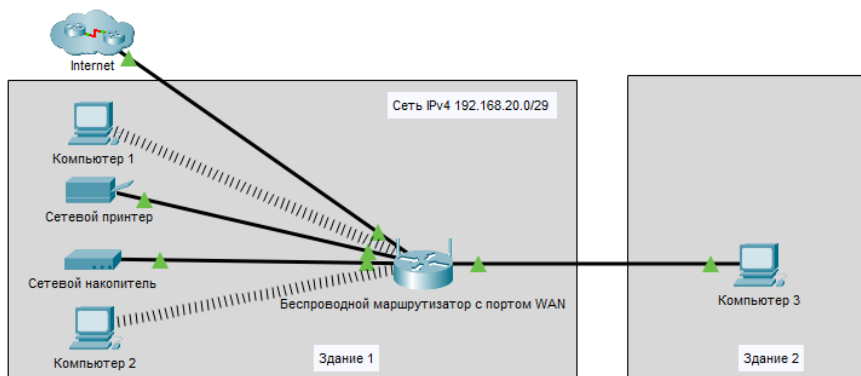 Internet
Сеть IPv4 192.168.20.0/29
Компьютер 1
Сетевой принтер
Сетевой накопитель
Беспроводной маршрутизатор с портом WAN
Компьютер 3
Компьютер 2
Здание 1
Здание 2